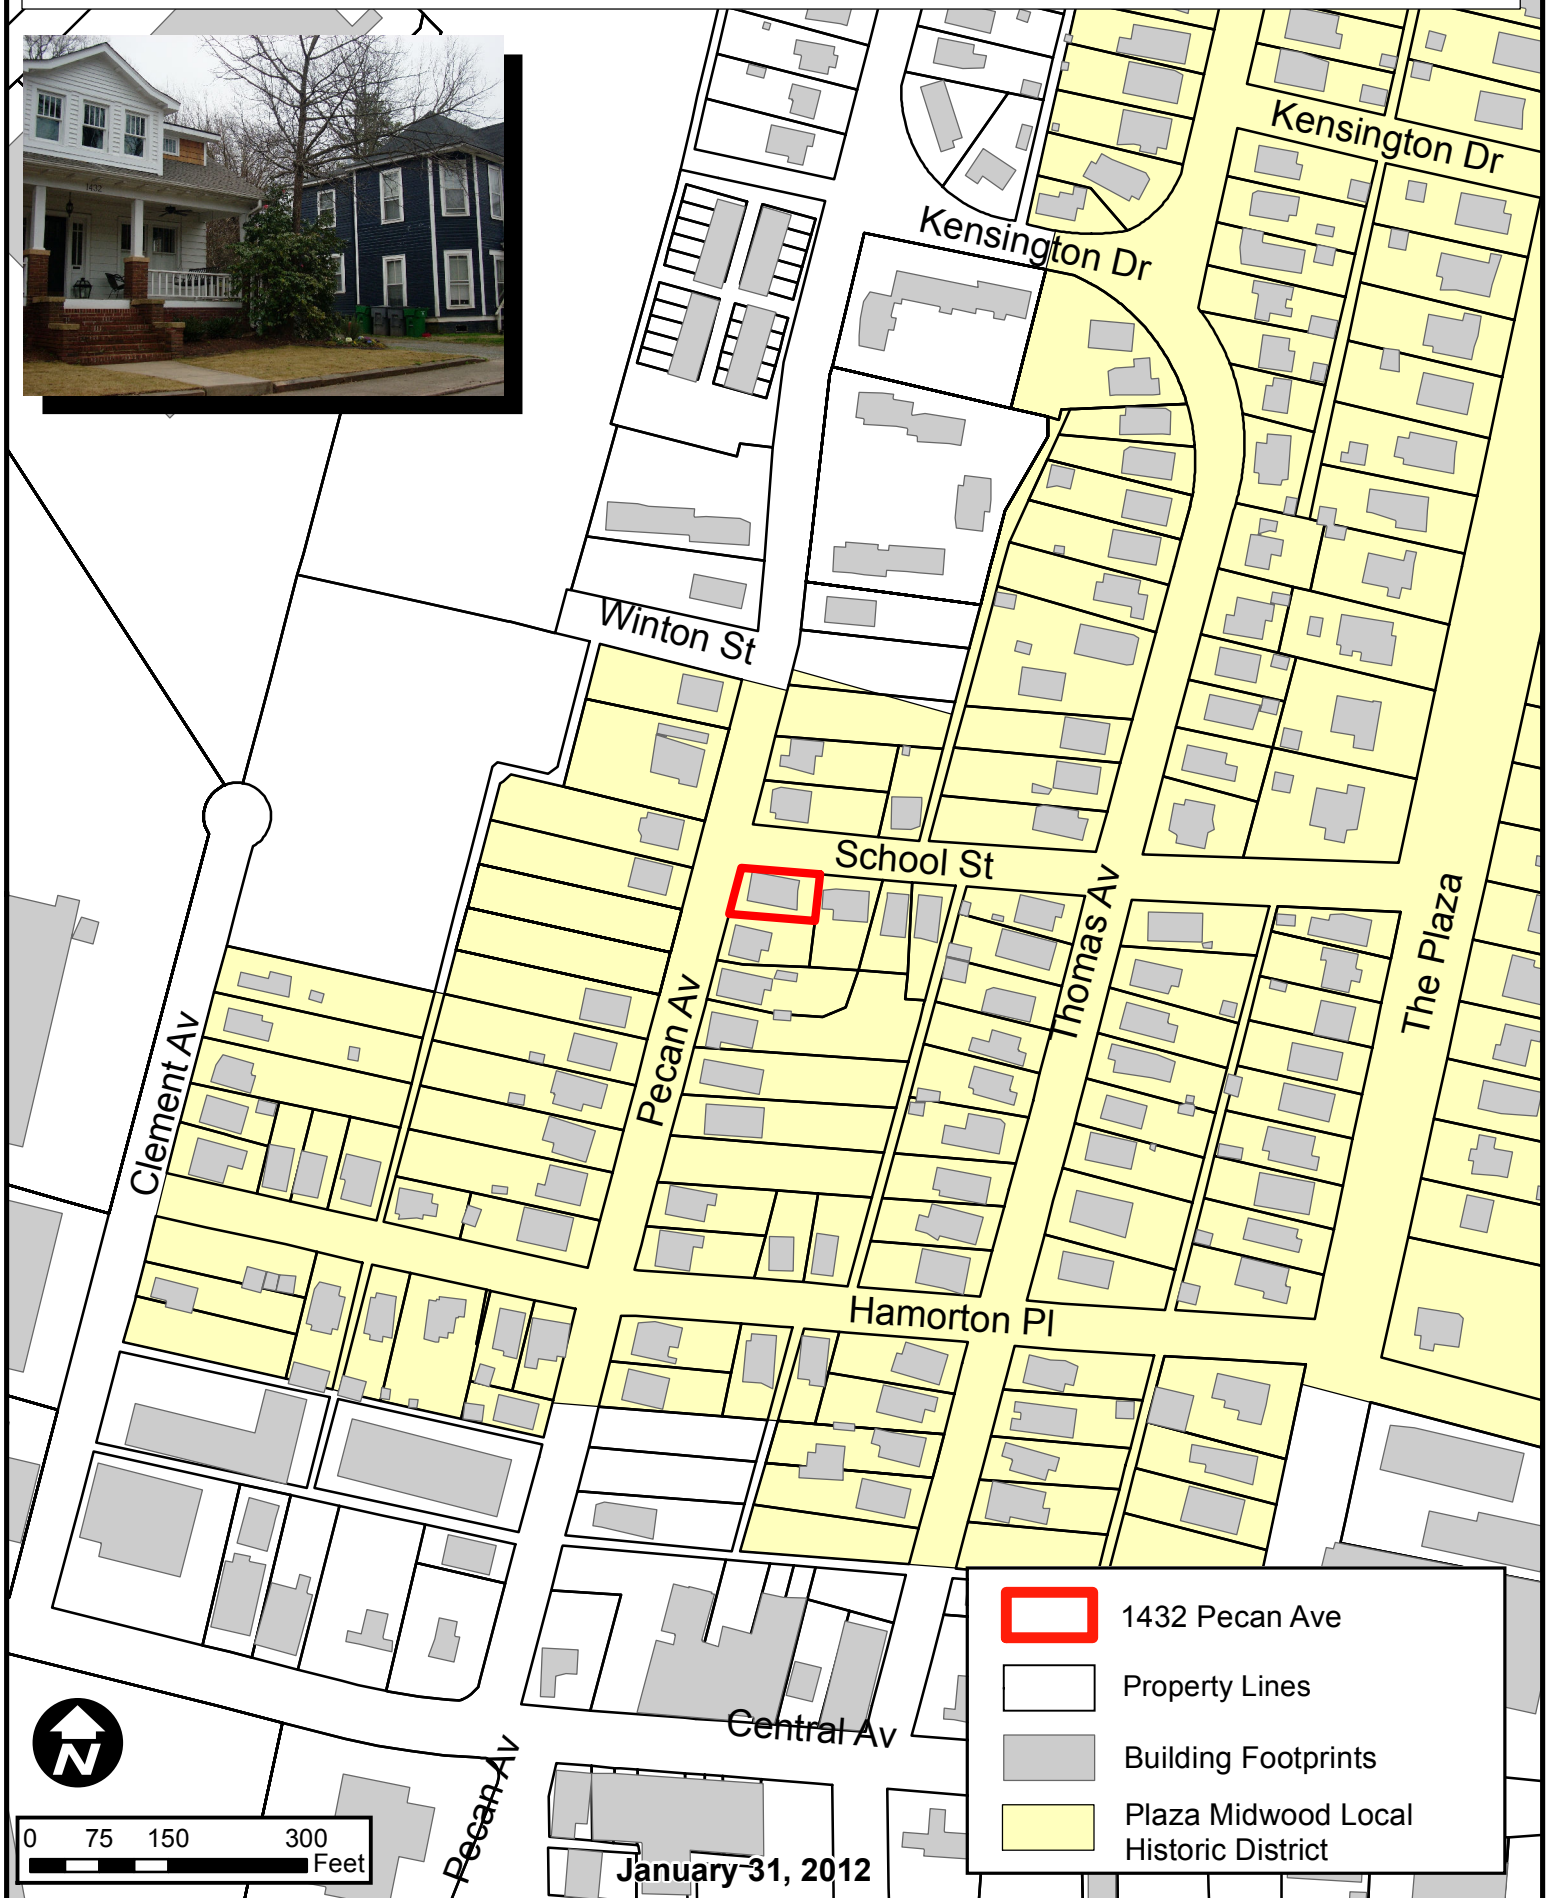 1432
Kensington Dr
Kensington Dr
Winton St
School St
Thomas Av
The Plaza
Pecan Av
Clement Av
Hamorton Pl
1432 Pecan Ave
Property Lines
Building Footprints
Plaza Midwood Local
Historic District
Central Av
Pecan Av
N
0 75 150 300
Feet
January 31, 2012